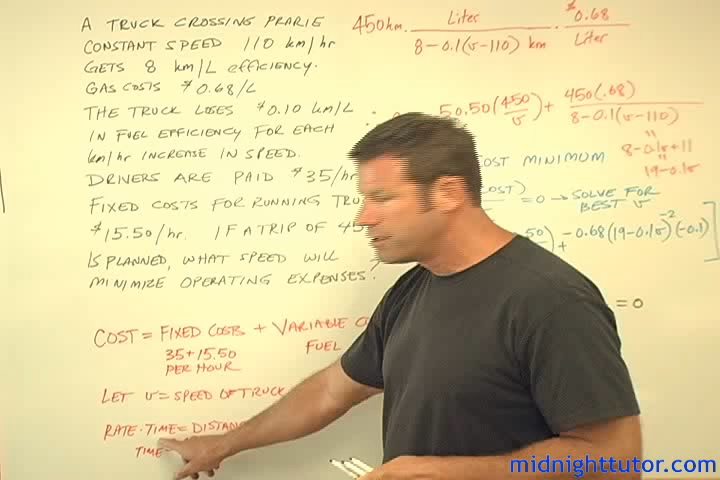 A TRUCK CROSSING PRARIE
CONSTANT SPEED 110 km/hr
GETS 8 km/L efficiency.
GAS COSTS $0.68/L
THE TRUCK LOSES $0.10 km/L
IN FUEL EFFICIENCY FOR EACH
km/hr INCREASE IN SPEED.
DRIVERS ARE PAID $35/hr
FIXED COSTS FOR RUNNING
$15.50/hr. IF A TRIP OF 45
IS PLANNED, WHAT SPEED WILL
MINIMIZE OPERATING EXPENSES?
COST = FIXED COSTS + VARIABLE
35+15.50 FUEL
PER HOUR
LET v = SPEED OF TRUCK
RATE·TIME=
TIME=
450km · Liter / 8-0.1(v-110) km · $0.68 / Liter
50.50(450/v) + 450(.68) / 8-0.1(v-110)
"
8-0.1v+11
"
19-0.1v
COST MINIMUM
COST) = 0 → SOLVE FOR
BEST v
50 / + -0.68(19-0.1v)^-2(-0.1)]
= 0
midnighttutor.com